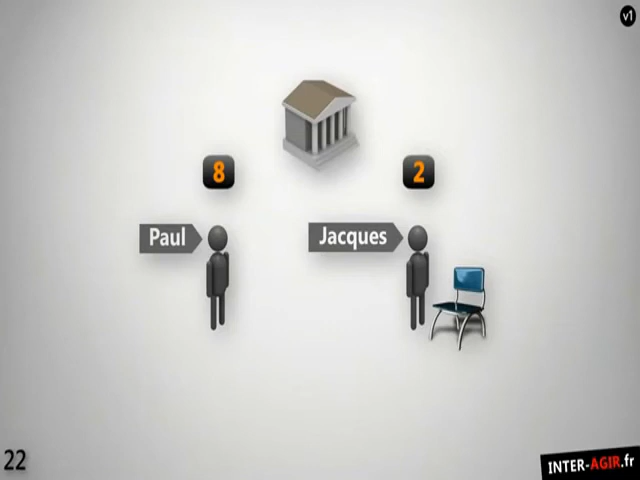 v1
8
2
Paul
Jacques
22
INTER-AGIR.fr